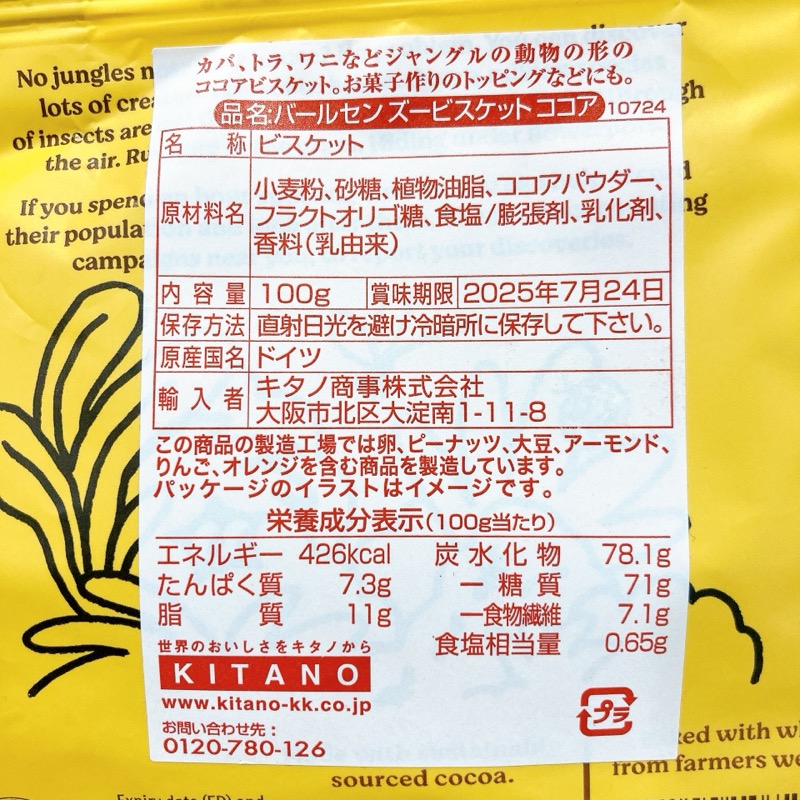 No jungles n
lots of crea
of insects are
the air. Ru
If you spend
their popula
campa
カバ、トラ、ワニなどジャングルの動物の形の
ココアビスケット。お菓子作りのトッピングなどにも。
品名:バールセン ズービスケット ココア 10724
名称 ビスケット
原材料名 小麦粉、砂糖、植物油脂、ココアパウダー、
フラクトオリゴ糖、食塩/膨張剤、乳化剤、
香料(乳由来)
内容量 100g 賞味期限 2025年7月24日
保存方法 直射日光を避け冷暗所に保存して下さい。
原産国名 ドイツ
輸入者 キタノ商事株式会社
大阪市北区大淀南1-11-8
この商品の製造工場では卵、ピーナッツ、大豆、アーモンド、
りんご、オレンジを含む商品を製造しています。
パッケージのイラストはイメージです。
栄養成分表示(100g当たり)
エネルギー 426kcal 炭水化物 78.1g
たんぱく質 7.3g ー糖質 71g
脂質 11g ー食物繊維 7.1g
食塩相当量 0.65g
世界のおいしさをキタノから
KITANO
www.kitano-kk.co.jp
お問い合わせ先:
0120-780-126
プラ
sourced cocoa.
ked with wh
from farmers we
Expiry date (ED) and